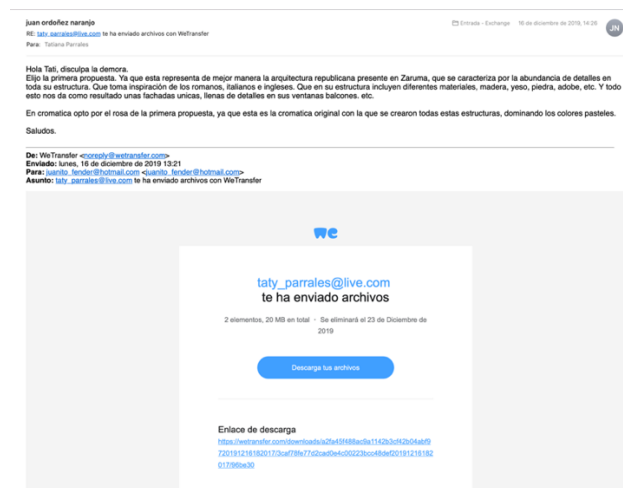 juan ordoñez naranjo
Entrada - Exchange 16 de diciembre de 2019, 14:26
JN
RE: taty_parrales@live.com te ha enviado archivos con WeTransfer
Para: Tatiana Parrales
Hola Tati, disculpa la demora.
Elijo la primera propuesta. Ya que esta representa de mejor manera la arquitectura republicana presente en Zaruma, que se caracteriza por la abundancia de detalles en
toda su estructura. Que toma inspiración de los romanos, italianos e ingleses. Que en su estructura incluyen diferentes materiales, madera, yeso, piedra, adobe, etc. Y todo
esto nos da como resultado unas fachadas unicas, llenas de detalles en sus ventanas balcones. etc.
En cromatica opto por el rosa de la primera propuesta, ya que esta es la cromatica original con la que se crearon todas estas estructuras, dominando los colores pasteles.
Saludos.
De: WeTransfer <noreply@wetransfer.com>
Enviado: lunes, 16 de diciembre de 2019 13:21
Para: juanito_fender@hotmail.com <juanito_fender@hotmail.com>
Asunto: taty_parrales@live.com te ha enviado archivos con WeTransfer
we
taty_parrales@live.com
te ha enviado archivos
2 elementos, 20 MB en total - Se eliminará el 23 de Diciembre de
2019
Descarga tus archivos
Enlace de descarga